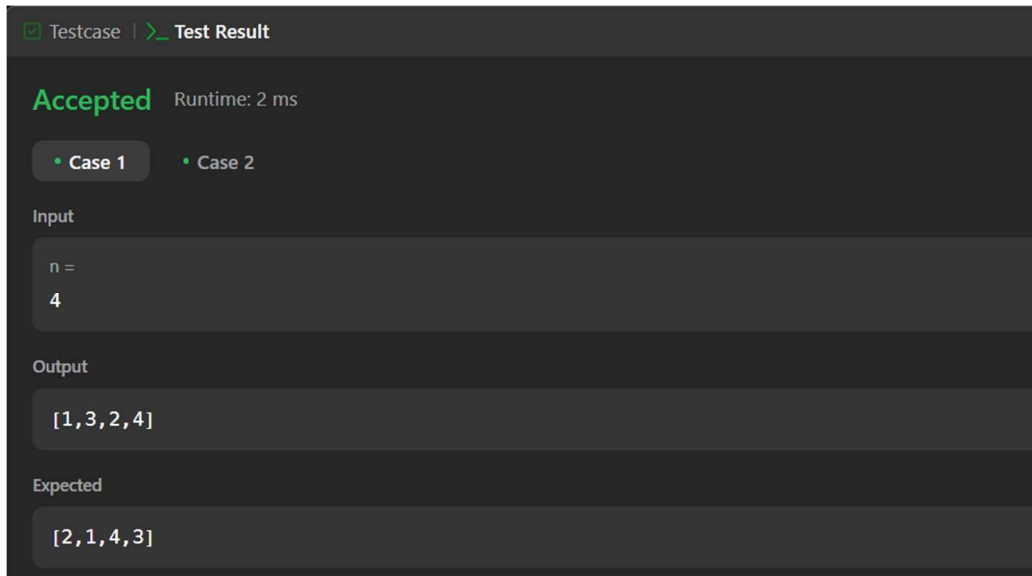 Testcase | >_ Test Result
Accepted Runtime: 2 ms
• Case 1 • Case 2
Input
n =
4
Output
[1,3,2,4]
Expected
[2,1,4,3]